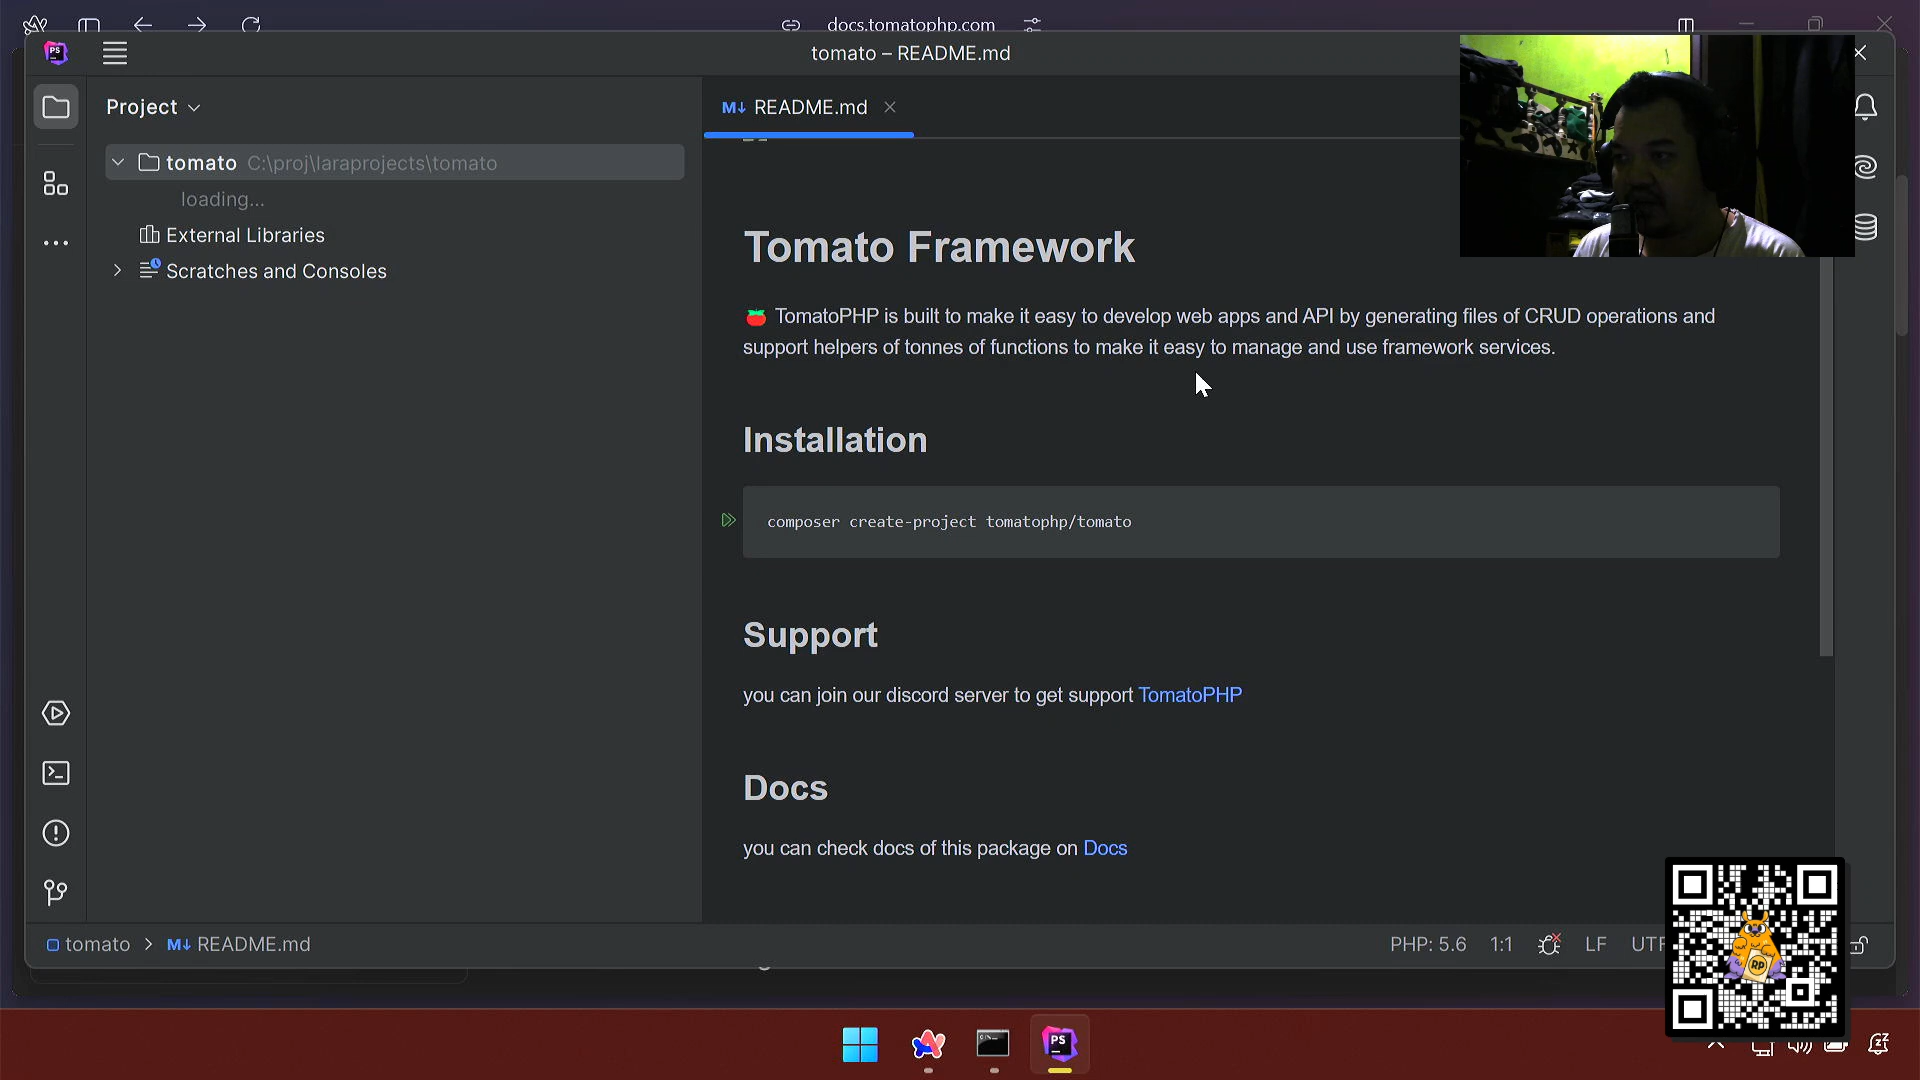 docs.tomatophp.com
PS
tomato – README.md
Project
M↓ README.md
tomato C:\proj\laraprojects\tomato
loading...
External Libraries
Scratches and Consoles
Tomato Framework
TomatoPHP is built to make it easy to develop web apps and API by generating files of CRUD operations and
support helpers of tonnes of functions to make it easy to manage and use framework services.
Installation
composer create-project tomatophp/tomato
Support
you can join our discord server to get support TomatoPHP
Docs
you can check docs of this package on Docs
tomato > M↓ README.md
PHP: 5.6 1:1 LF UTF
RP
PS